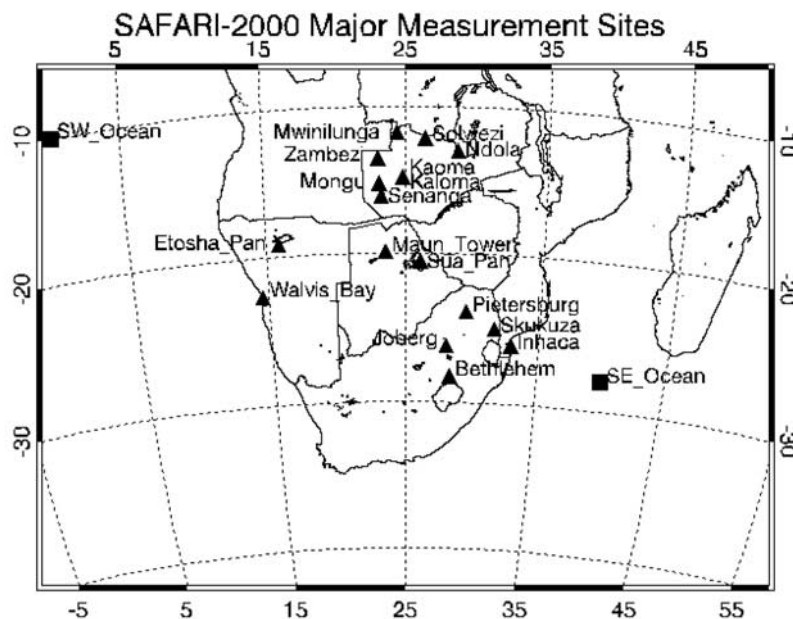 SAFARI-2000 Major Measurement Sites
5 15 25 35 45
-10 -10
SW_Ocean
Mwinilunga Solwezi
Zambez Ndola
Kaoma
Mongu Kaloma
Senanga
Etosha_Pan Maun_Tower
Sua_Pan
-20 -20
Walvis_Bay
Pietersburg
Skukuza
Joberg Inhaca
Bethlehem SE_Ocean
-30 -30
-5 5 15 25 35 45 55